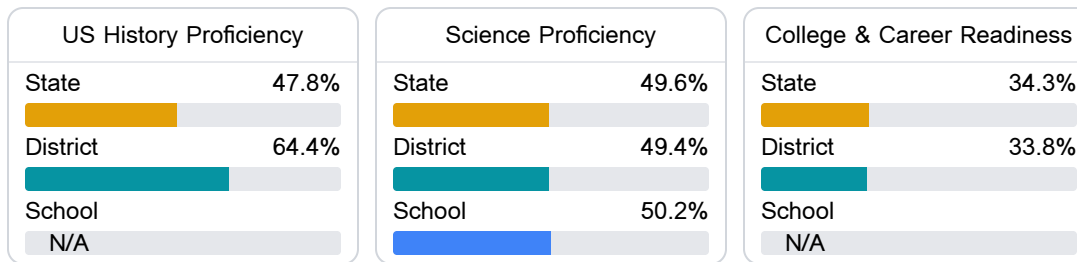 US History Proficiency
State 47.8%
District 64.4%
School
N/A
Science Proficiency
State 49.6%
District 49.4%
School 50.2%
College & Career Readiness
State 34.3%
District 33.8%
School
N/A